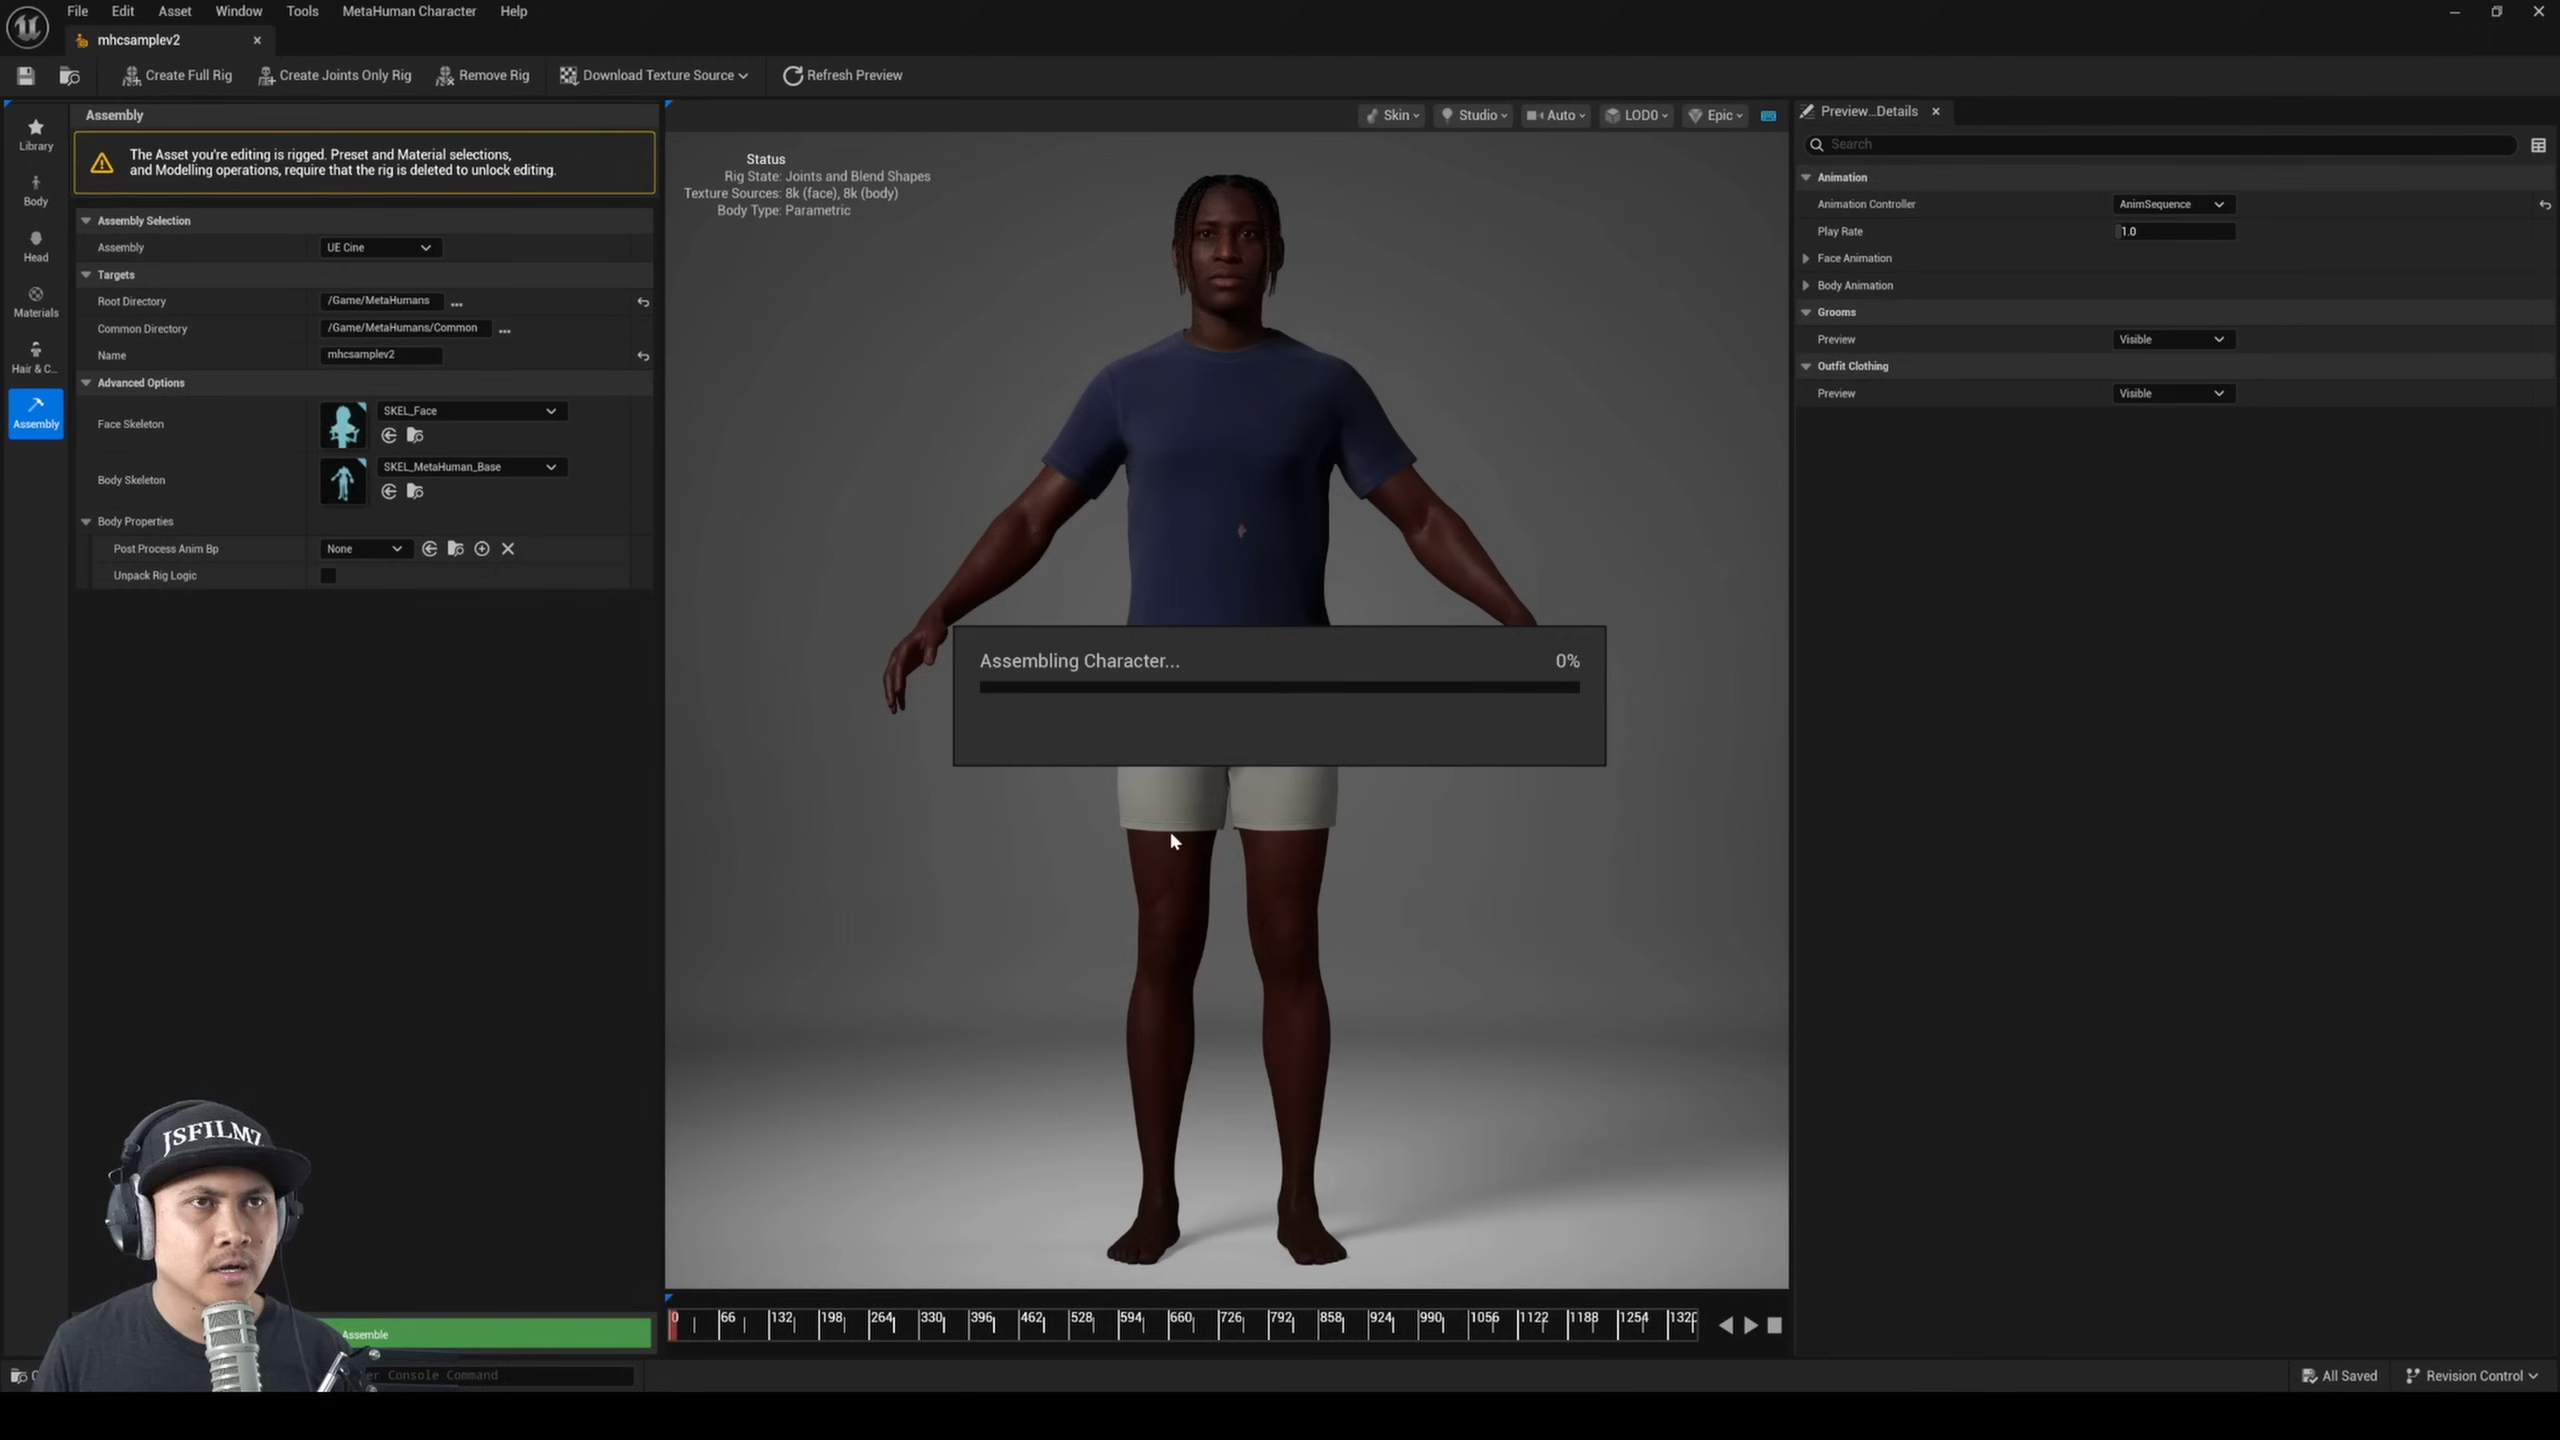 File Edit Asset Window Tools MetaHuman Character Help
mhcsamplev2
Create Full Rig Create Joints Only Rig Remove Rig Download Texture Source Refresh Preview
Library
Body
Head
Materials
Hair & C...
Assembly
Assembly
The Asset you're editing is rigged. Preset and Material selections,
and Modelling operations, require that the rig is deleted to unlock editing.
Assembly Selection
Assembly UE Cine
Targets
Root Directory /Game/MetaHumans ...
Common Directory /Game/MetaHumans/Common ...
Name mhcsamplev2
Advanced Options
Face Skeleton SKEL_Face
Body Skeleton SKEL_MetaHuman_Base
Body Properties
Post Process Anim Bp None
Unpack Rig Logic
Skin Studio Auto LOD0 Epic
Status
Rig State: Joints and Blend Shapes
Texture Sources: 8k (face), 8k (body)
Body Type: Parametric
Assembling Character... 0%
Preview...Details
Search
Animation
Animation Controller AnimSequence
Play Rate 1.0
Face Animation
Body Animation
Grooms
Preview Visible
Outfit Clothing
Preview Visible
JSFILMZ
Assemble
0 66 132 198 264 330 396 462 528 594 660 726 792 858 924 990 1056 1122 1188 1254 1320
Console Command
All Saved Revision Control